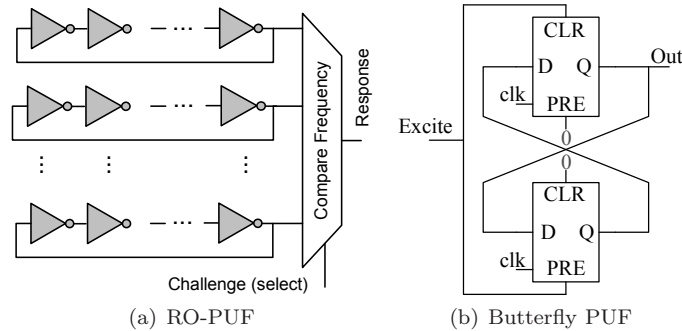 ...
...
⋮ ⋮ ⋮
...
Compare Frequency
Response
Challenge (select)
(a) RO-PUF
CLR
D Q
clk
PRE
Out
Excite
0
0
CLR
D Q
clk
PRE
(b) Butterfly PUF